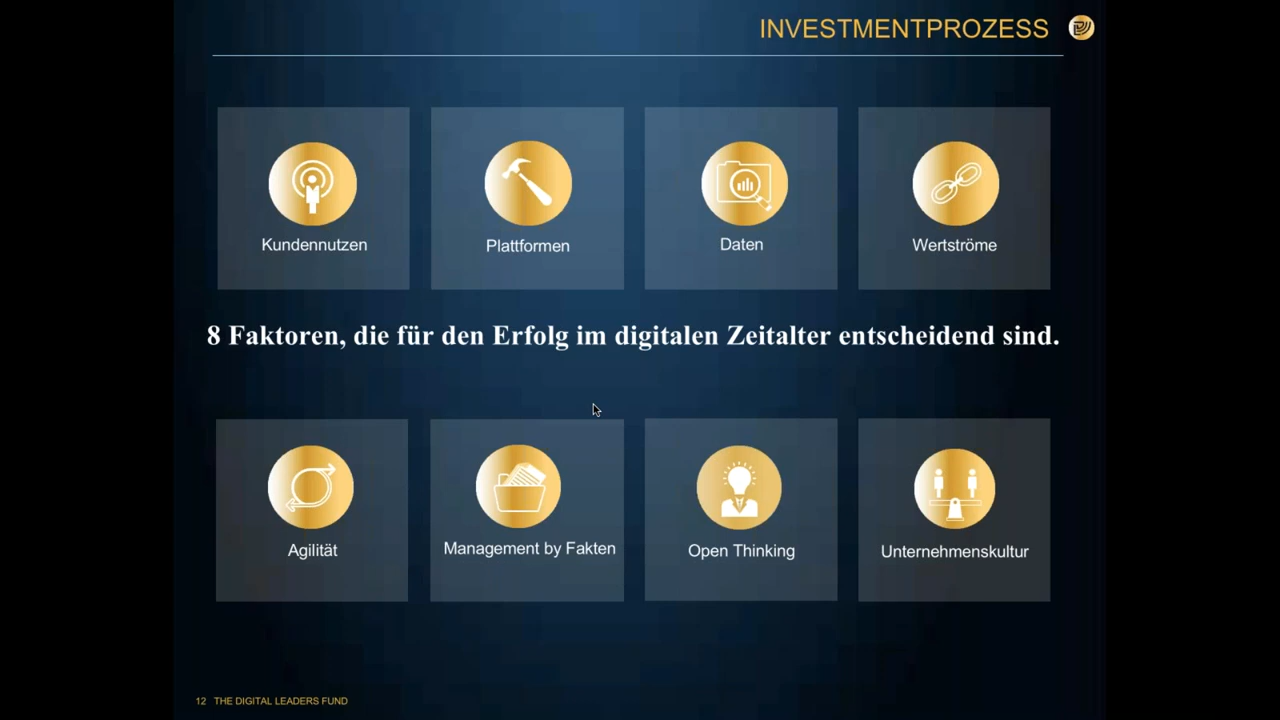 INVESTMENTPROZESS
Kundennutzen
Plattformen
Daten
Wertströme
8 Faktoren, die für den Erfolg im digitalen Zeitalter entscheidend sind.
Agilität
Management by Fakten
Open Thinking
Unternehmenskultur
12 THE DIGITAL LEADERS FUND